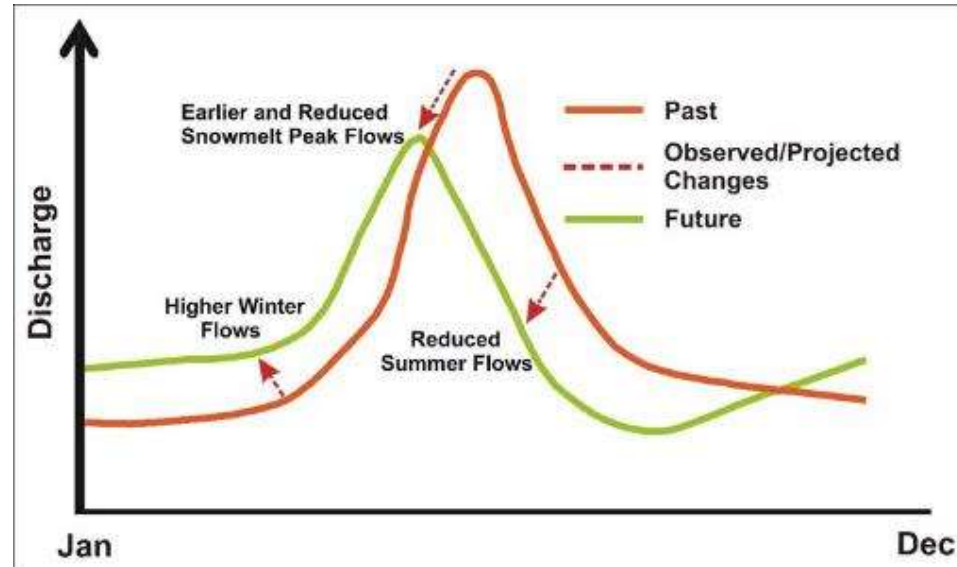 Earlier and Reduced
Snowmelt Peak Flows
Past
Observed/Projected
Changes
Future
Discharge
Higher Winter
Flows
Reduced
Summer Flows
Jan
Dec